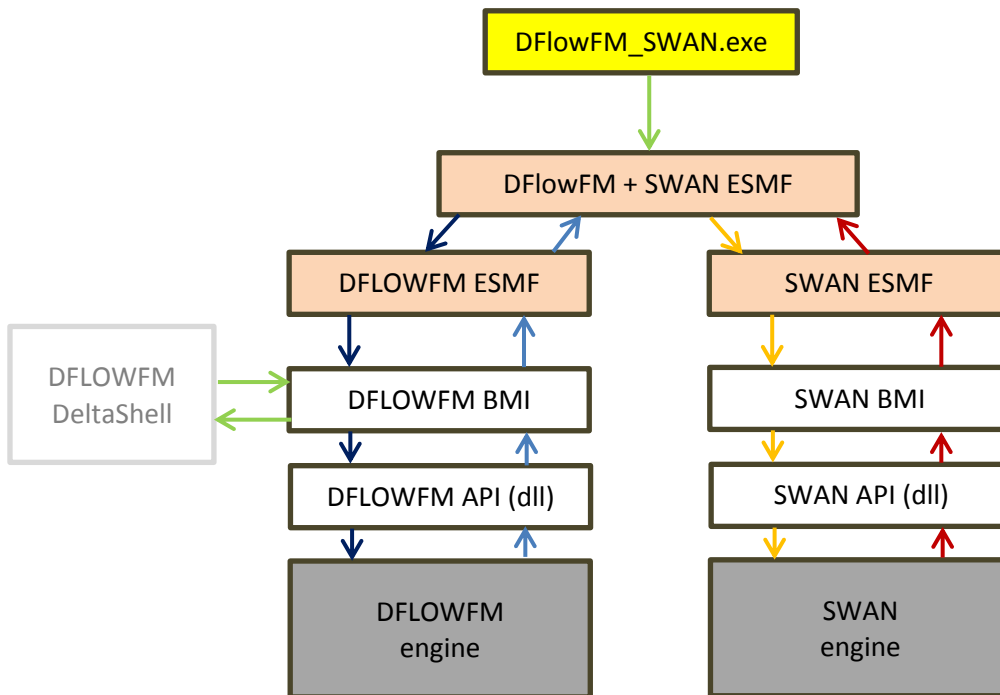 DFlowFM_SWAN.exe
DFlowFM + SWAN ESMF
DFLOWFM ESMF
SWAN ESMF
DFLOWFM
DeltaShell
DFLOWFM BMI
SWAN BMI
DFLOWFM API (dll)
SWAN API (dll)
DFLOWFM
engine
SWAN
engine